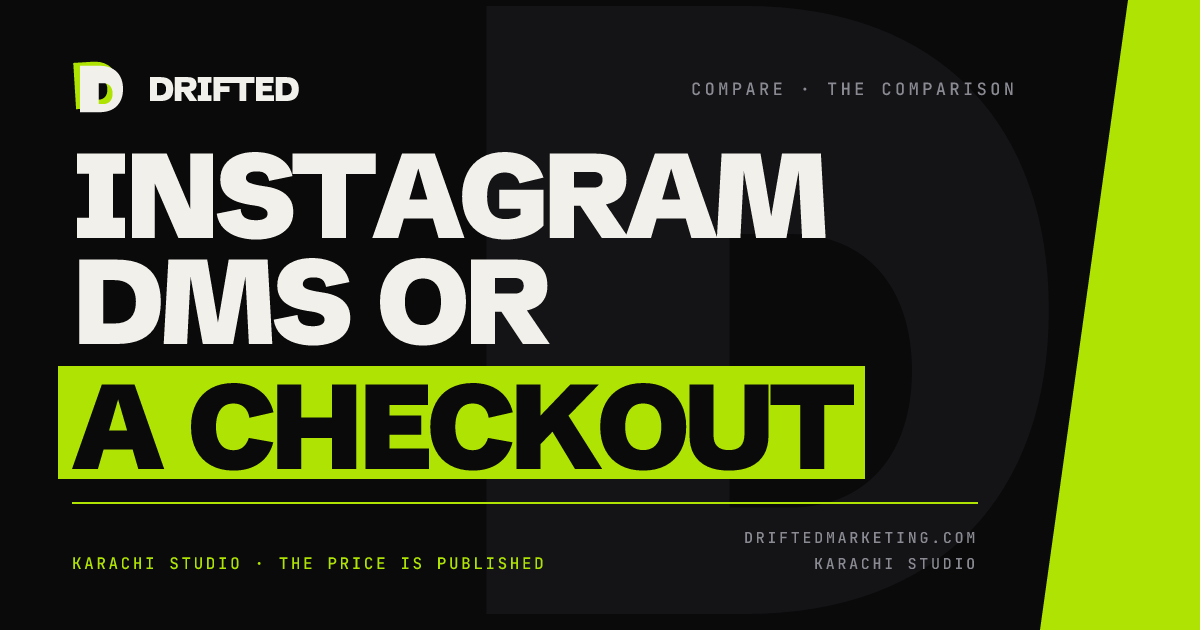 DRIFTED
COMPARE · THE COMPARISON
INSTAGRAM
DMS OR
A CHECKOUT
DRIFTEDMARKETING.COM
KARACHI STUDIO · THE PRICE IS PUBLISHED
KARACHI STUDIO